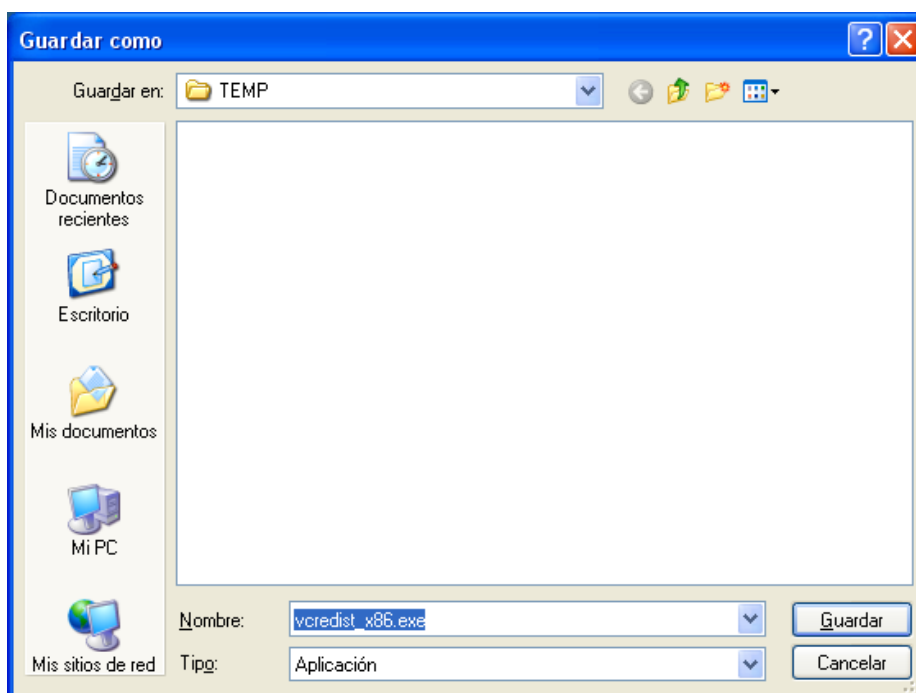 Guardar como
Guardar en:
TEMP
Documentos
recientes
Escritorio
Mis documentos
Mi PC
Mis sitios de red
Nombre:
vcredist_x86.exe
Guardar
Tipo:
Aplicación
Cancelar